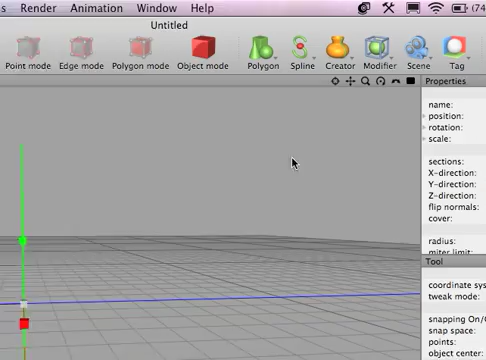 s Render Animation Window Help (74
Untitled
Point mode Edge mode Polygon mode Object mode Polygon Spline Creator Modifier Scene Tag
Properties
name:
position:
rotation:
scale:
sections:
X-direction:
Y-direction:
Z-direction:
flip normals:
cover:
radius:
miter limit:
Tool
coordinate sys
tweak mode:
snapping On/O
snap space:
points:
object center: